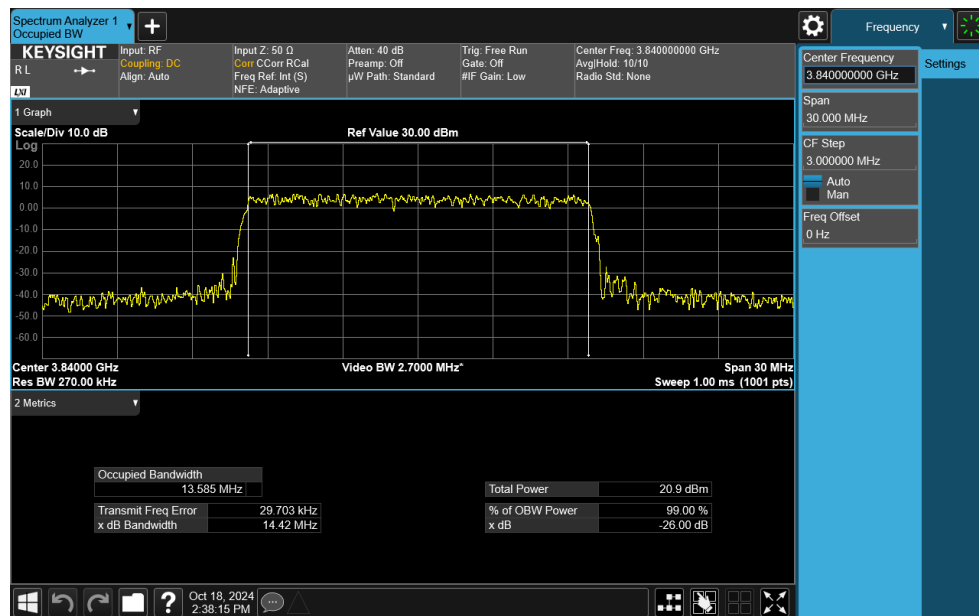 Spectrum Analyzer 1
Occupied BW
Frequency
KEYSIGHT
R L
LXI
Input: RF
Coupling: DC
Align: Auto
Input Z: 50 Ω
Corr CCorr RCal
Freq Ref: Int (S)
NFE: Adaptive
Atten: 40 dB
Preamp: Off
µW Path: Standard
Trig: Free Run
Gate: Off
#IF Gain: Low
Center Freq: 3.840000000 GHz
Avg|Hold: 10/10
Radio Std: None
Center Frequency
3.840000000 GHz
Settings
Span
30.000 MHz
CF Step
3.000000 MHz
Auto
Man
Freq Offset
0 Hz
1 Graph
Scale/Div 10.0 dB
Ref Value 30.00 dBm
Log
20.0
10.0
0.00
-10.0
-20.0
-30.0
-40.0
-50.0
-60.0
Center 3.84000 GHz
Video BW 2.7000 MHz*
Span 30 MHz
Res BW 270.00 kHz
Sweep 1.00 ms (1001 pts)
2 Metrics
Occupied Bandwidth
13.585 MHz
Transmit Freq Error 29.703 kHz
x dB Bandwidth 14.42 MHz
Total Power 20.9 dBm
% of OBW Power 99.00 %
x dB -26.00 dB
?
Oct 18, 2024
2:38:15 PM